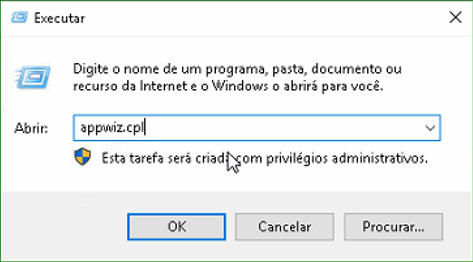 Executar
Digite o nome de um programa, pasta, documento ou
recurso da Internet e o Windows o abrirá para você.
Abrir:
appwiz.cpl
Esta tarefa será criada com privilégios administrativos.
OK
Cancelar
Procurar...